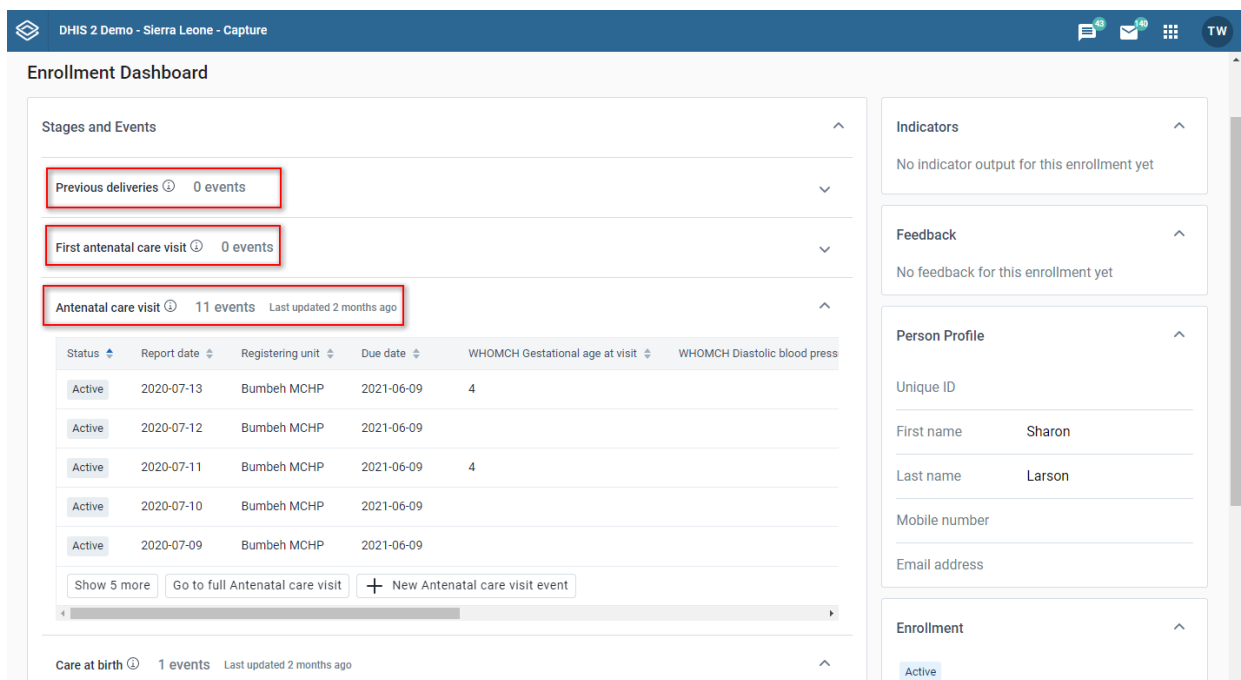 DHIS 2 Demo - Sierra Leone - Capture
43
140
TW
Enrollment Dashboard
Stages and Events
Previous deliveries 0 events
First antenatal care visit 0 events
Antenatal care visit 11 events Last updated 2 months ago
Status Report date Registering unit Due date WHOMCH Gestational age at visit WHOMCH Diastolic blood press
Active 2020-07-13 Bumbeh MCHP 2021-06-09 4
Active 2020-07-12 Bumbeh MCHP 2021-06-09
Active 2020-07-11 Bumbeh MCHP 2021-06-09 4
Active 2020-07-10 Bumbeh MCHP 2021-06-09
Active 2020-07-09 Bumbeh MCHP 2021-06-09
Show 5 more Go to full Antenatal care visit + New Antenatal care visit event
Care at birth 1 events Last updated 2 months ago
Indicators
No indicator output for this enrollment yet
Feedback
No feedback for this enrollment yet
Person Profile
Unique ID
First name Sharon
Last name Larson
Mobile number
Email address
Enrollment
Active